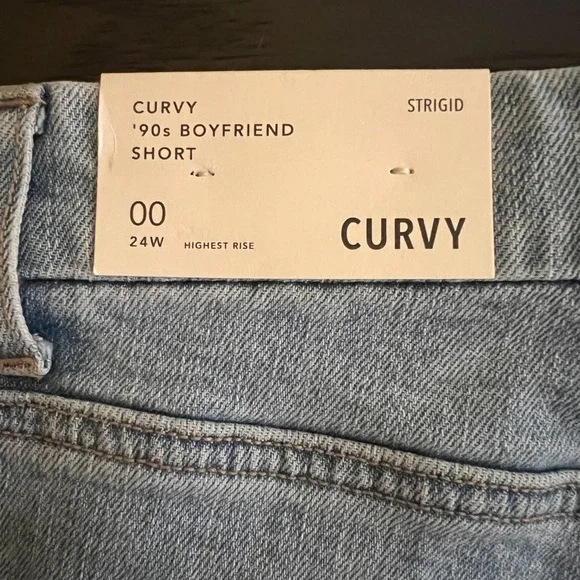 CURVY
'90s BOYFRIEND
SHORT
STRIGID
00
24W HIGHEST RISE
CURVY